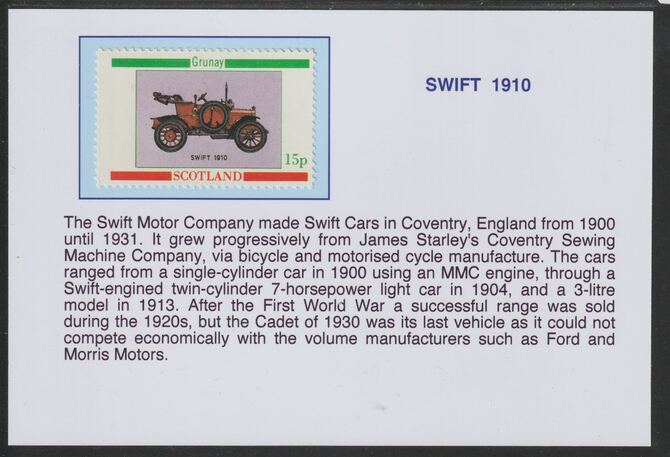 Grunay
SWIFT 1910
15p
SCOTLAND
SWIFT 1910
The Swift Motor Company made Swift Cars in Coventry, England from 1900
until 1931. It grew progressively from James Starley's Coventry Sewing
Machine Company, via bicycle and motorised cycle manufacture. The cars
ranged from a single-cylinder car in 1900 using an MMC engine, through a
Swift-engined twin-cylinder 7-horsepower light car in 1904, and a 3-litre
model in 1913. After the First World War a successful range was sold
during the 1920s, but the Cadet of 1930 was its last vehicle as it could not
compete economically with the volume manufacturers such as Ford and
Morris Motors.